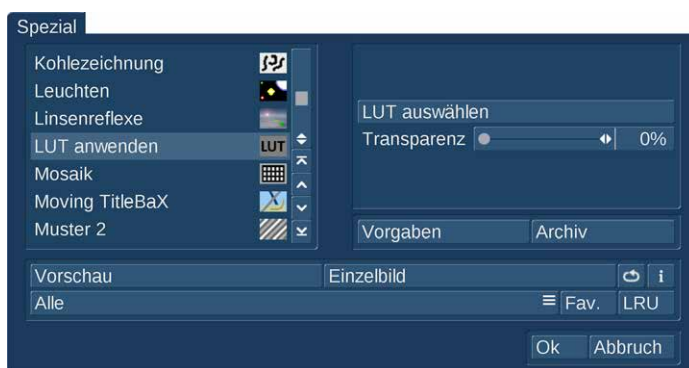 Spezial
Kohlezeichnung
Leuchten
Linsenreflexe
LUT anwenden LUT
Mosaik
Moving TitleBaX
Muster 2
LUT auswählen
Transparenz 0%
Vorgaben Archiv
Vorschau Einzelbild i
Alle Fav. LRU
Ok Abbruch